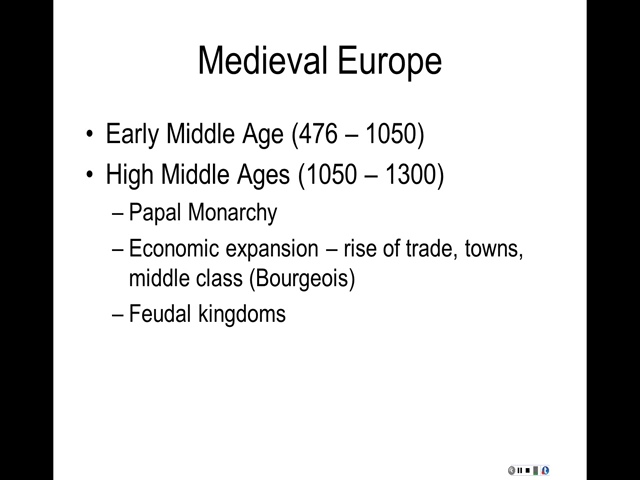 Medieval Europe
• Early Middle Age (476 – 1050)
• High Middle Ages (1050 – 1300)
– Papal Monarchy
– Economic expansion – rise of trade, towns,
middle class (Bourgeois)
– Feudal kingdoms